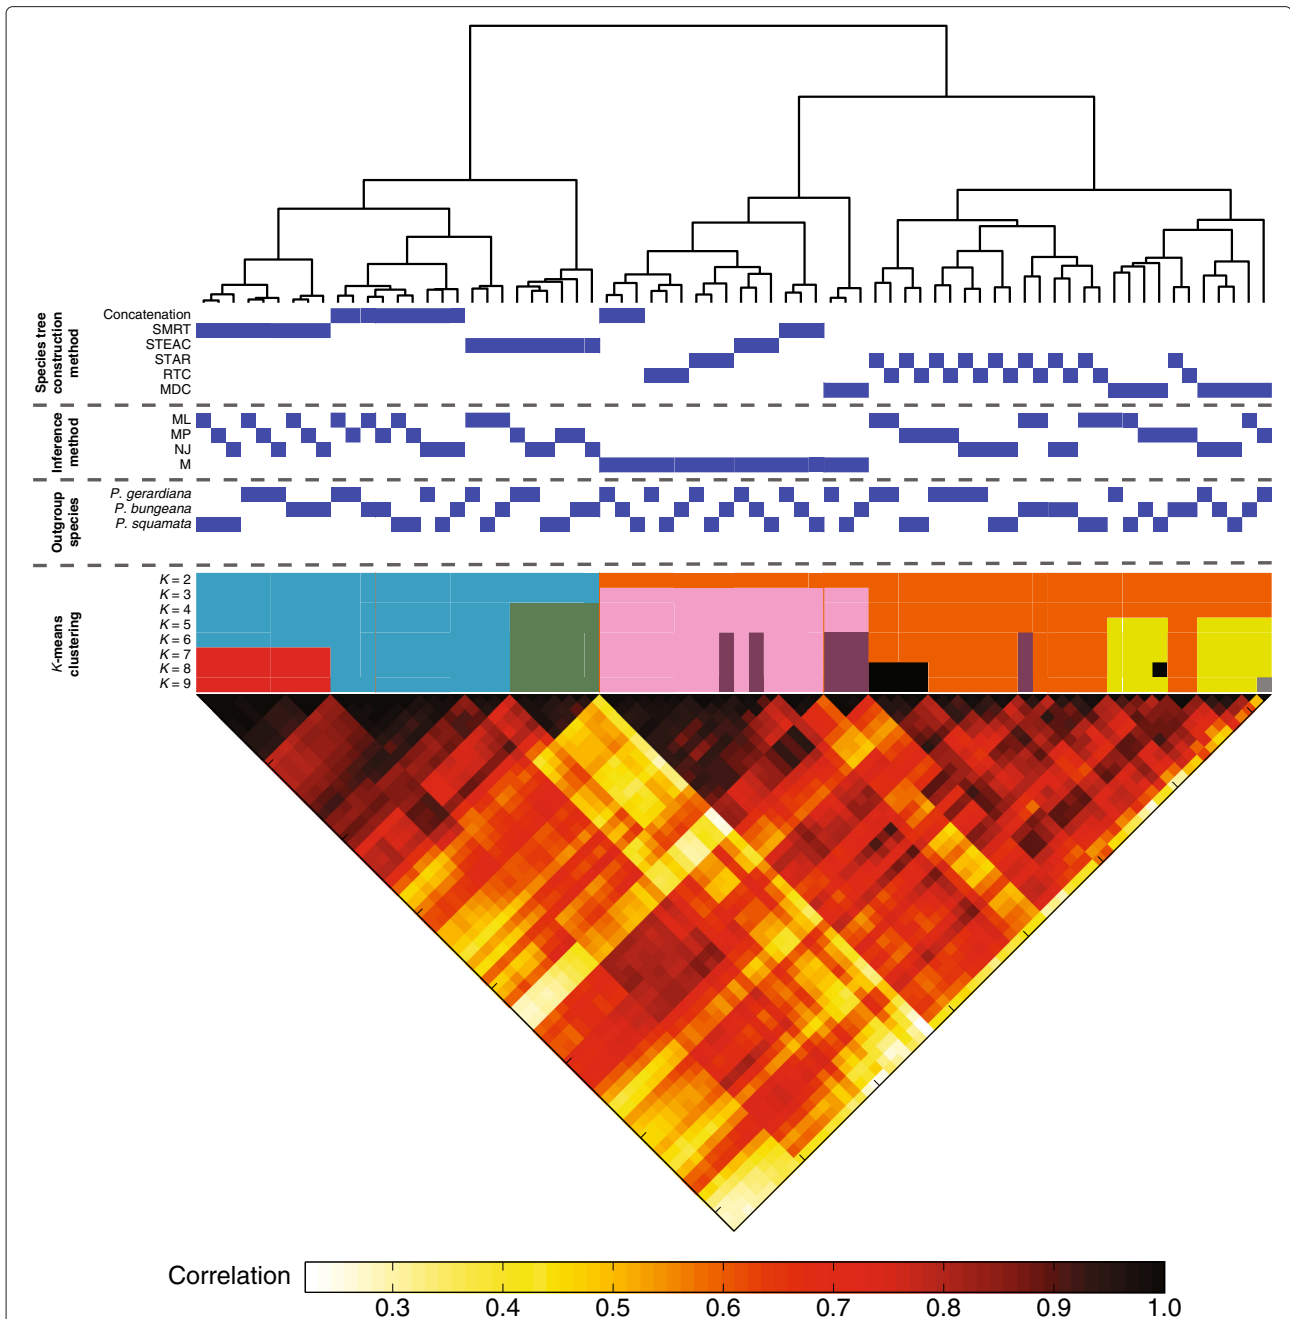 Species tree
construction
method
Concatenation
SMRT
STEAC
STAR
RTC
MDC
Inference
method
ML
MP
NJ
M
Outgroup
species
P. gerardiana
P. bungeana
P. squamata
K-means
clustering
K = 2
K = 3
K = 4
K = 5
K = 6
K = 7
K = 8
K = 9
Correlation
0.3 0.4 0.5 0.6 0.7 0.8 0.9 1.0